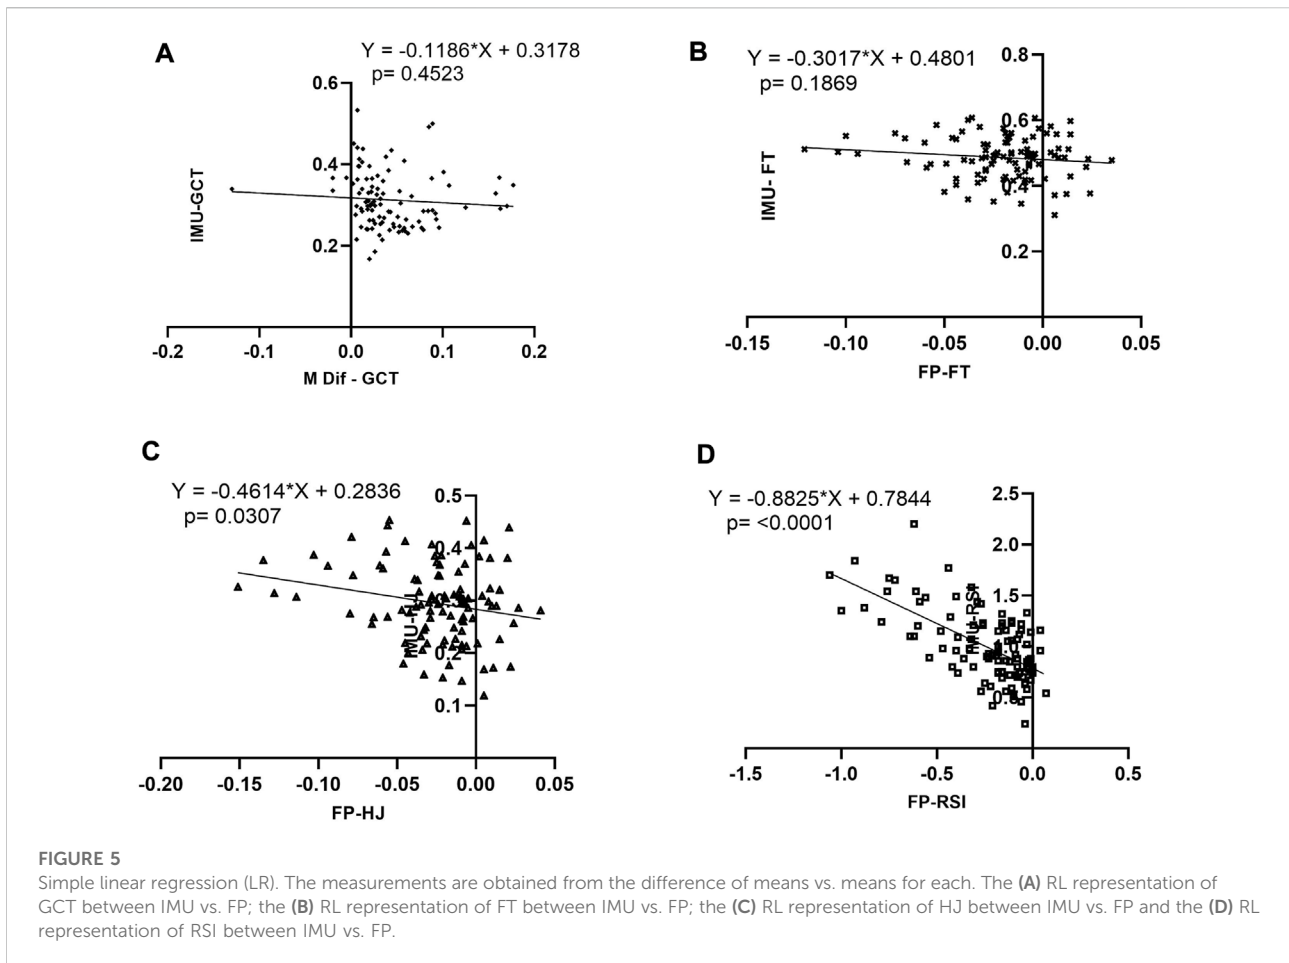 A
Y = -0.1186*X + 0.3178
p= 0.4523
0.6
0.4
0.2
IMU-GCT
-0.2 -0.1 0.0 0.1 0.2
M Dif - GCT
B
Y = -0.3017*X + 0.4801
p= 0.1869
0.8
0.6
0.4
0.2
IMU- FT
-0.15 -0.10 -0.05 0.00 0.05
FP-FT
C
Y = -0.4614*X + 0.2836
p= 0.0307
0.5
0.4
0.2
0.1
-0.20 -0.15 -0.10 -0.05 0.00 0.05
FP-HJ
D
Y = -0.8825*X + 0.7844
p= <0.0001
2.5
2.0
1.5
IMU-RSI
-1.5 -1.0 -0.5 0.0 0.5
FP-RSI
FIGURE 5
Simple linear regression (LR). The measurements are obtained from the difference of means vs. means for each. The (A) RL representation of
GCT between IMU vs. FP; the (B) RL representation of FT between IMU vs. FP; the (C) RL representation of HJ between IMU vs. FP and the (D) RL
representation of RSI between IMU vs. FP.